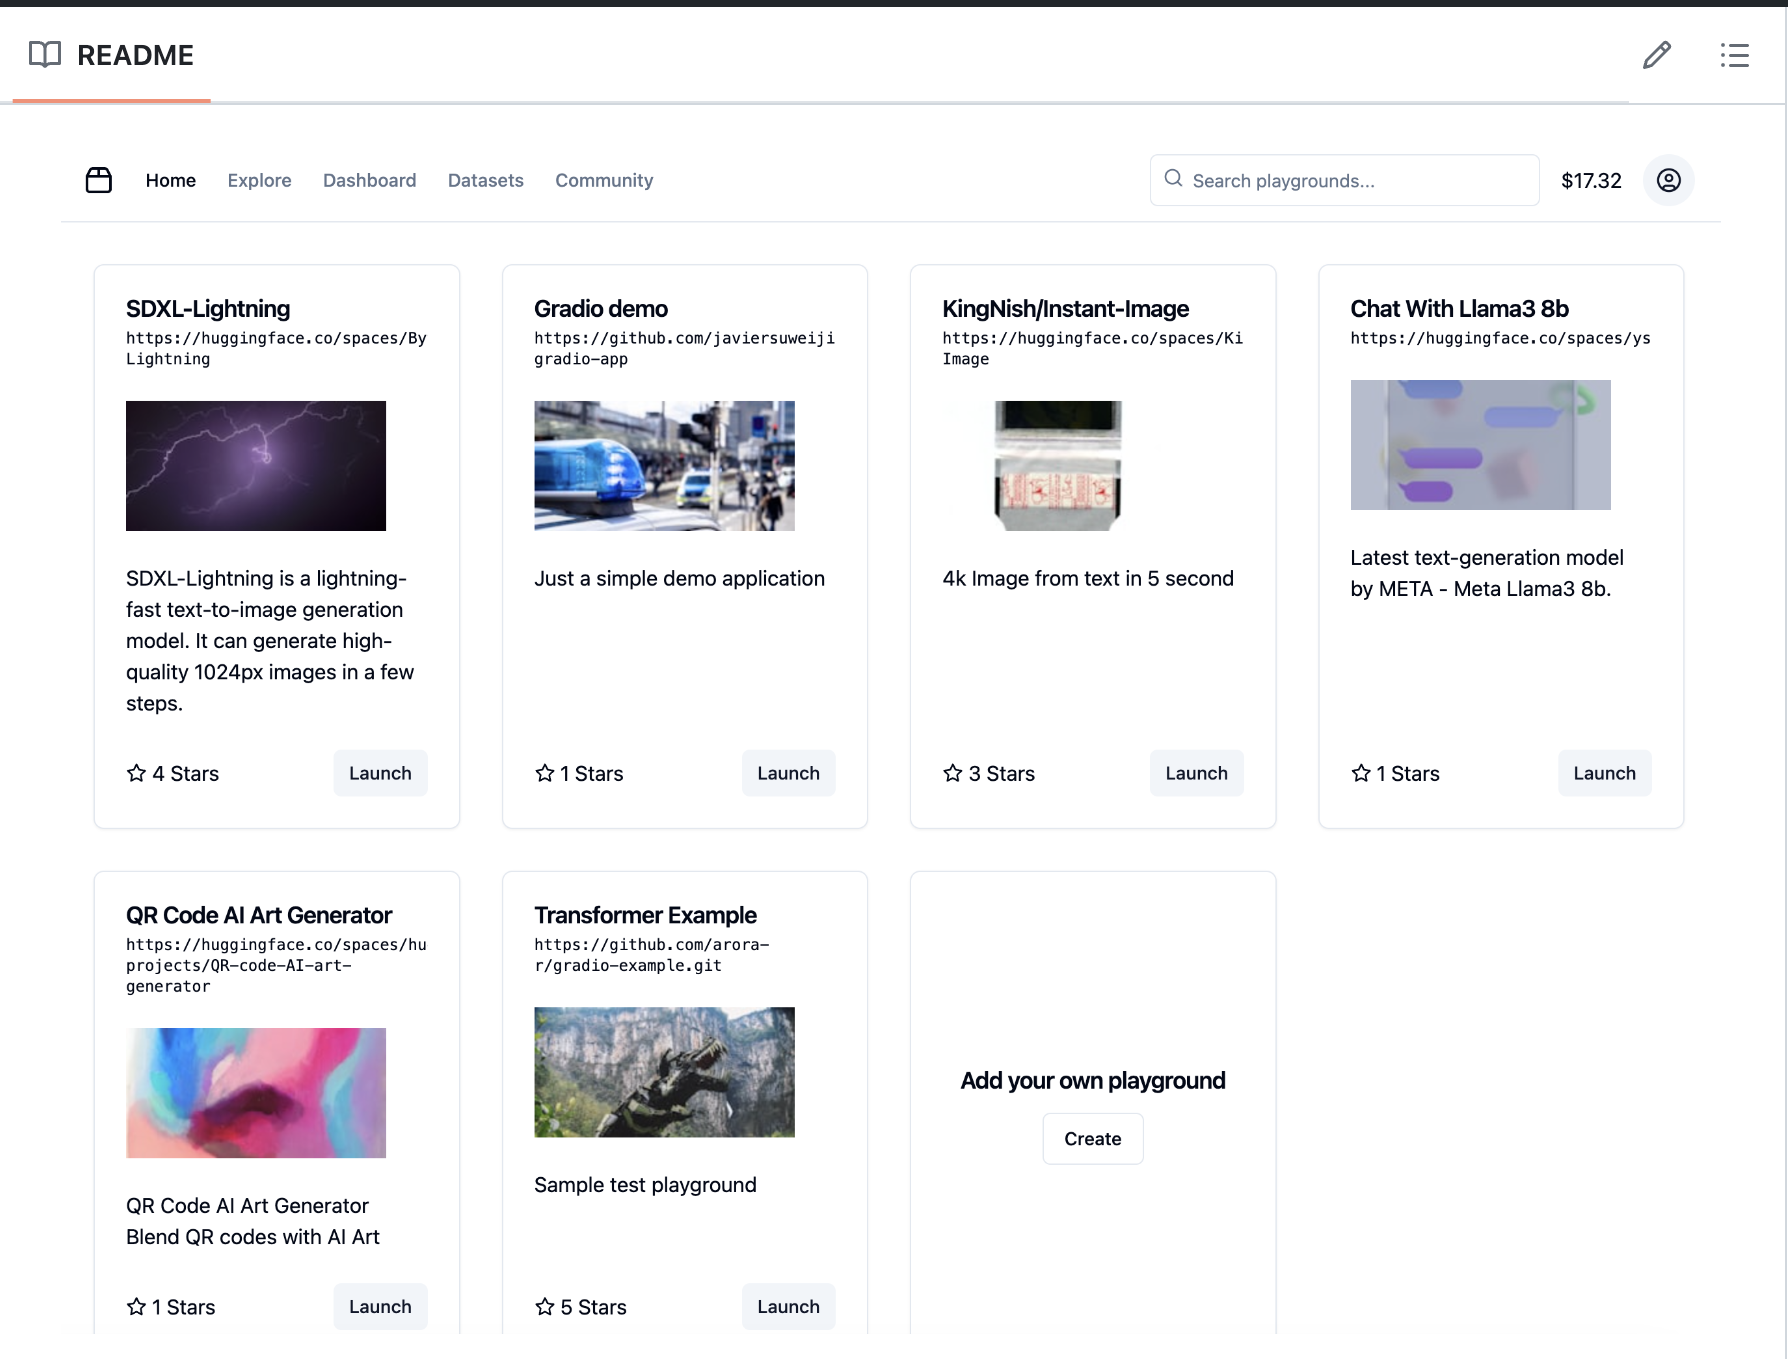 README
Home
Explore
Dashboard
Datasets
Community
Search playgrounds...
$17.32
SDXL-Lightning
https://huggingface.co/spaces/By
Lightning
SDXL-Lightning is a lightning-
fast text-to-image generation
model. It can generate high-
quality 1024px images in a few
steps.
4 Stars
Launch
Gradio demo
https://github.com/javiersuweiji
gradio-app
Just a simple demo application
1 Stars
Launch
KingNish/Instant-Image
https://huggingface.co/spaces/Ki
Image
4k Image from text in 5 second
3 Stars
Launch
Chat With Llama3 8b
https://huggingface.co/spaces/ys
Latest text-generation model
by META - Meta Llama3 8b.
1 Stars
Launch
QR Code AI Art Generator
https://huggingface.co/spaces/hu
projects/QR-code-AI-art-
generator
QR Code AI Art Generator
Blend QR codes with AI Art
1 Stars
Launch
Transformer Example
https://github.com/arora-
r/gradio-example.git
Sample test playground
5 Stars
Launch
Add your own playground
Create